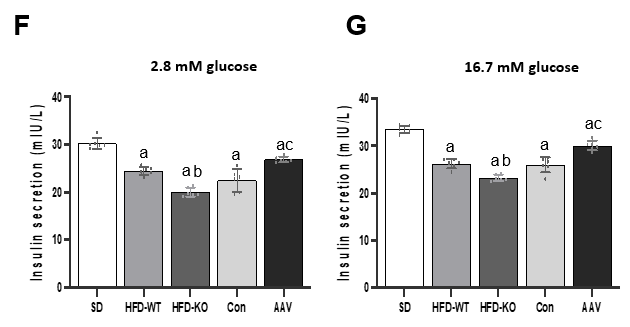 F
2.8 mM glucose
Insulin secretion (mIU/L)
40
30
20
10
0
a
ab
a
ac
SD HFD-WT HFD-KO Con AAV
G
16.7 mM glucose
Insulin secretion (mIU/L)
40
30
20
10
0
a
ab
a
ac
SD HFD-WT HFD-KO Con AAV